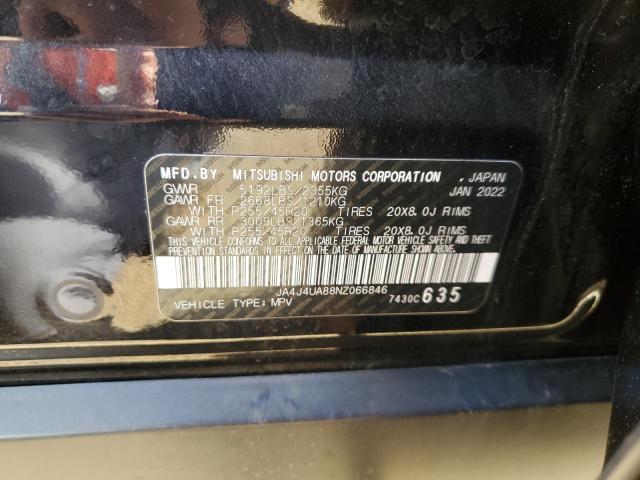 MFD.BY MITSUBISHI MOTORS CORPORATION , JAPAN
GVWR 5192LBS/2355KG JAN 2022
GAWR FR 2668LBS/1210KG
WITH P255/45R20 TIRES 20X8.0J RIMS
GAWR RR 3009LBS/1365KG
WITH P255/45R20 TIRES 20X8.0J RIMS
THIS VEHICLE CONFORMS TO ALL APPLICABLE FEDERAL MOTOR VEHICLE SAFETY AND THEFT
PREVENTION STANDARDS IN EFFECT ON THE DATE OF MANUFACTURE SHOWN ABOVE.
JA4J4UA88NZ066846
VEHICLE TYPE: MPV 7430C 635